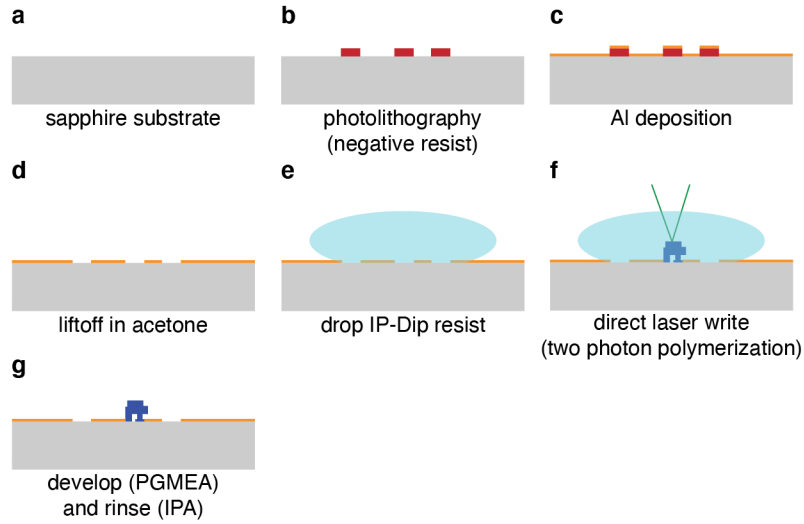 a
sapphire substrate
b
photolithography
(negative resist)
c
Al deposition
d
liftoff in acetone
e
drop IP-Dip resist
f
direct laser write
(two photon polymerization)
g
develop (PGMEA)
and rinse (IPA)